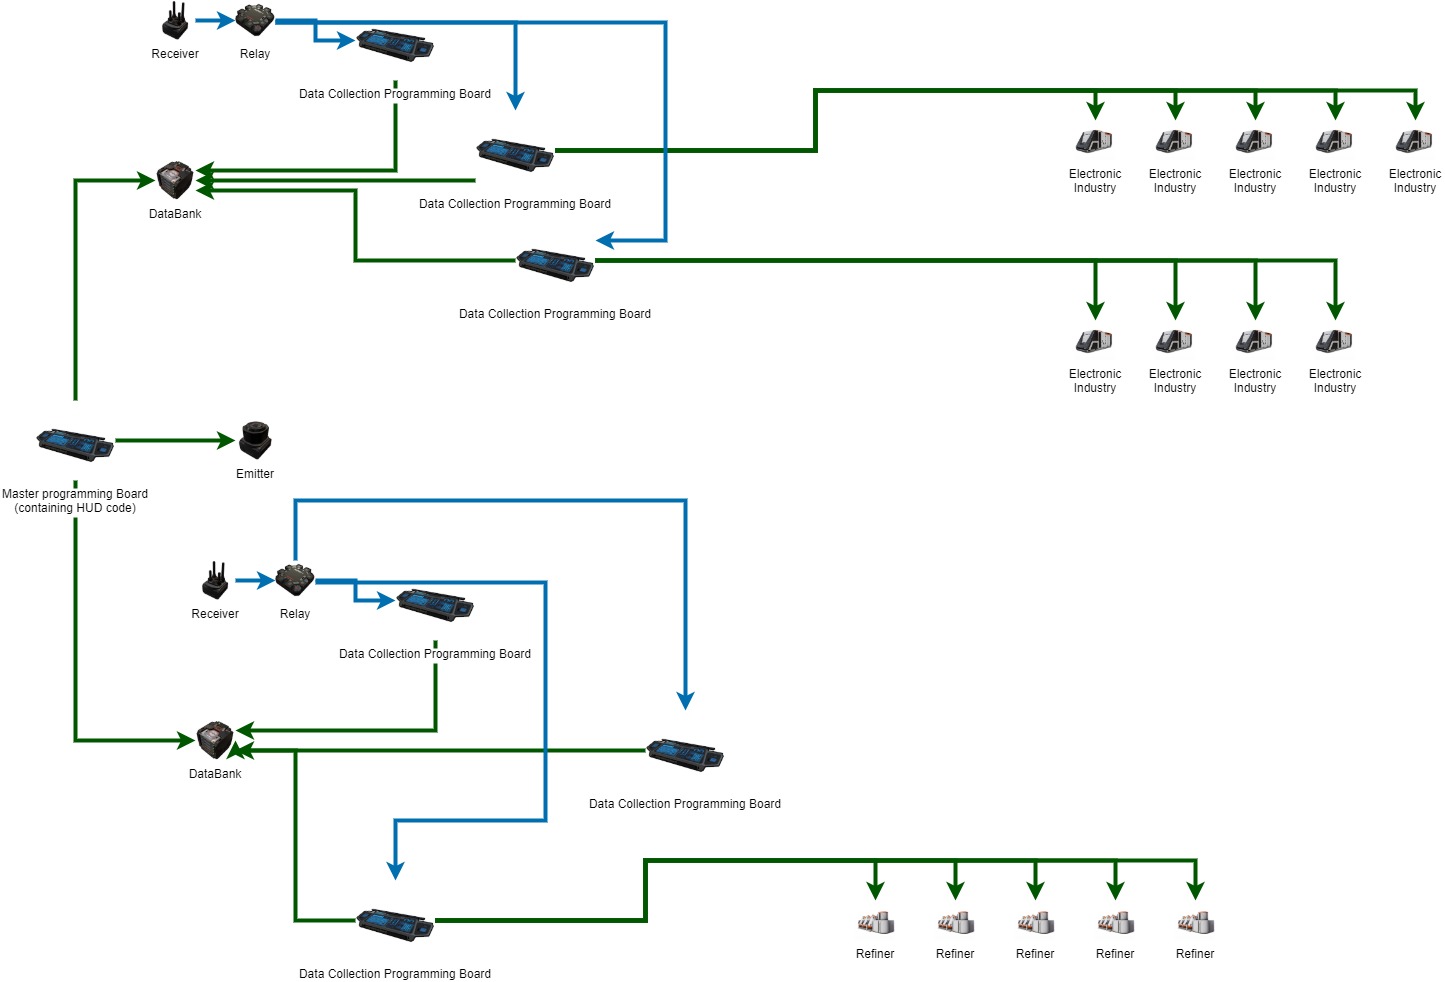 Receiver
Relay
Data Collection Programming Board
Electronic
Industry
Electronic
Industry
Electronic
Industry
Electronic
Industry
Electronic
Industry
DataBank
Data Collection Programming Board
Data Collection Programming Board
Electronic
Industry
Electronic
Industry
Electronic
Industry
Electronic
Industry
Emitter
Master programming Board
(containing HUD code)
Receiver
Relay
Data Collection Programming Board
DataBank
Data Collection Programming Board
Refiner
Refiner
Refiner
Refiner
Refiner
Data Collection Programming Board